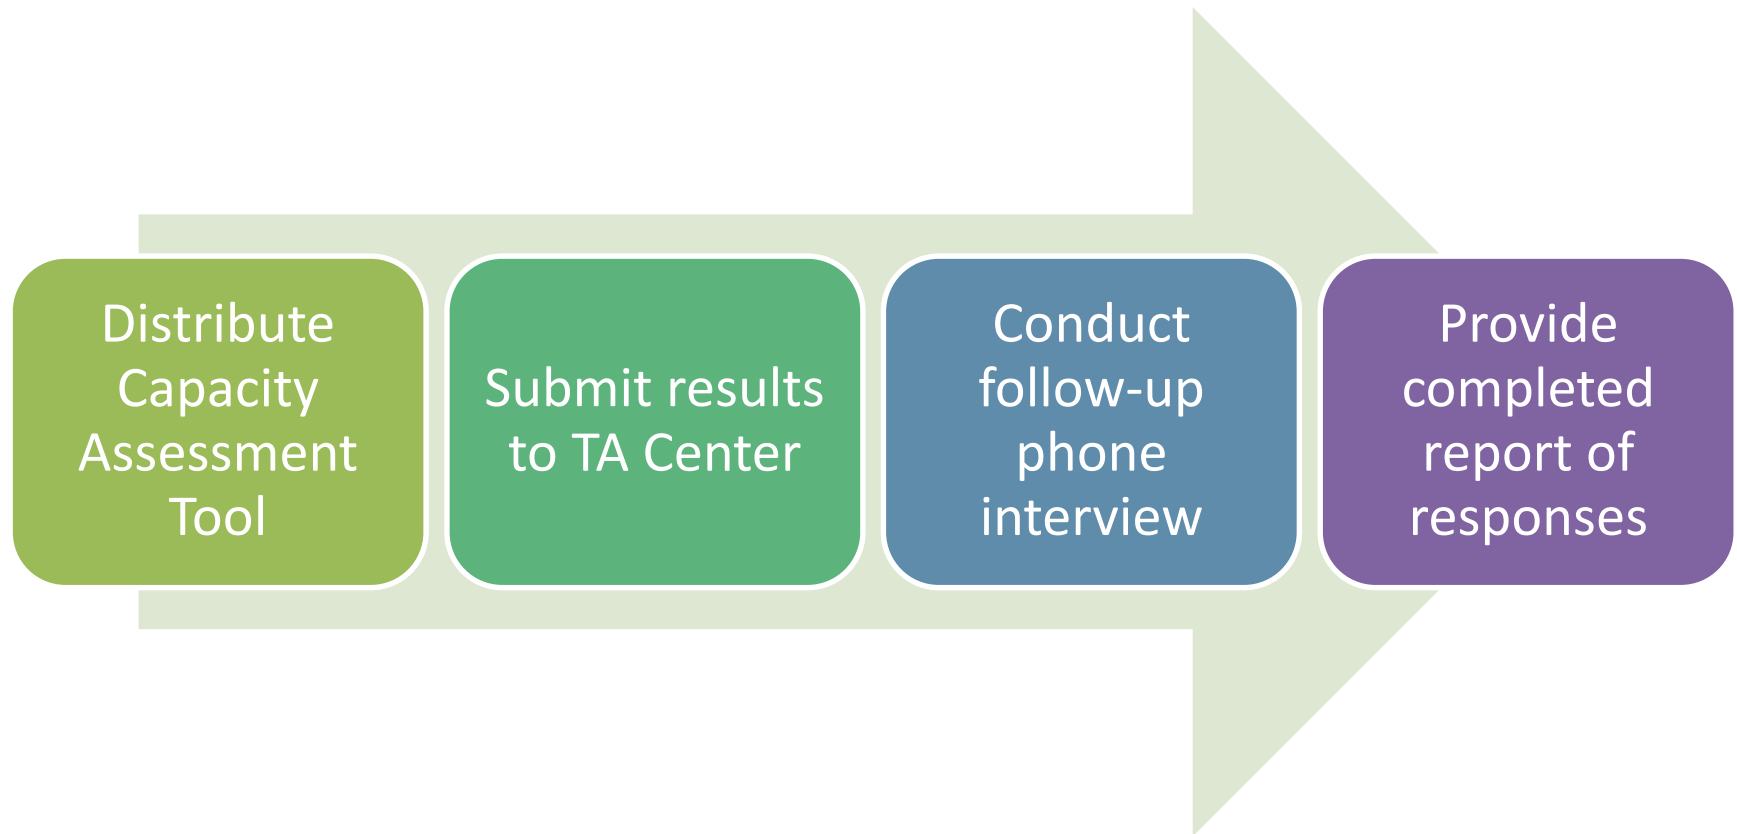 Distribute
Capacity
Assessment
Tool
Submit results
to TA Center
Conduct
follow-up
phone
interview
Provide
completed
report of
responses